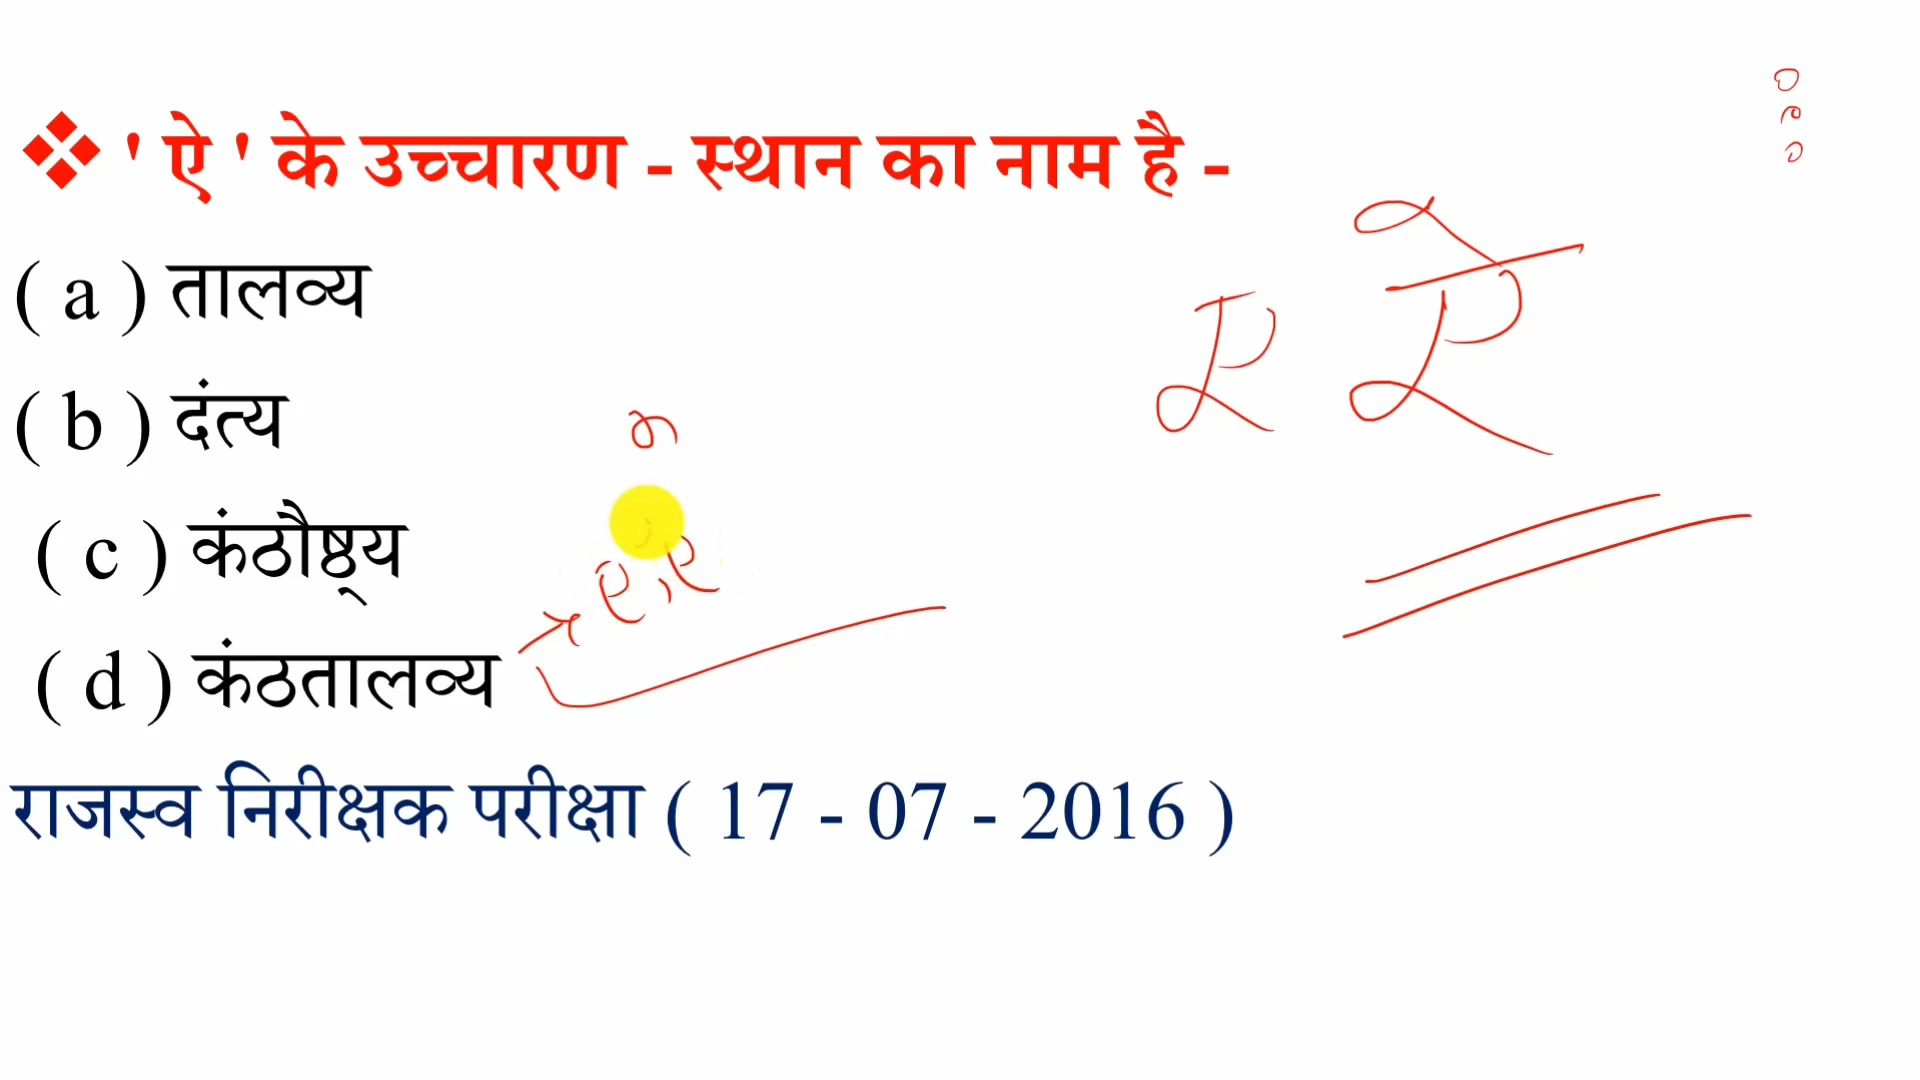 ❖ ' ऐ ' के उच्चारण - स्थान का नाम है -
( a ) तालव्य
( b ) दंत्य
( c ) कंठौष्ठ्य
( d ) कंठतालव्य
राजस्व निरीक्षक परीक्षा ( 17 - 07 - 2016 )